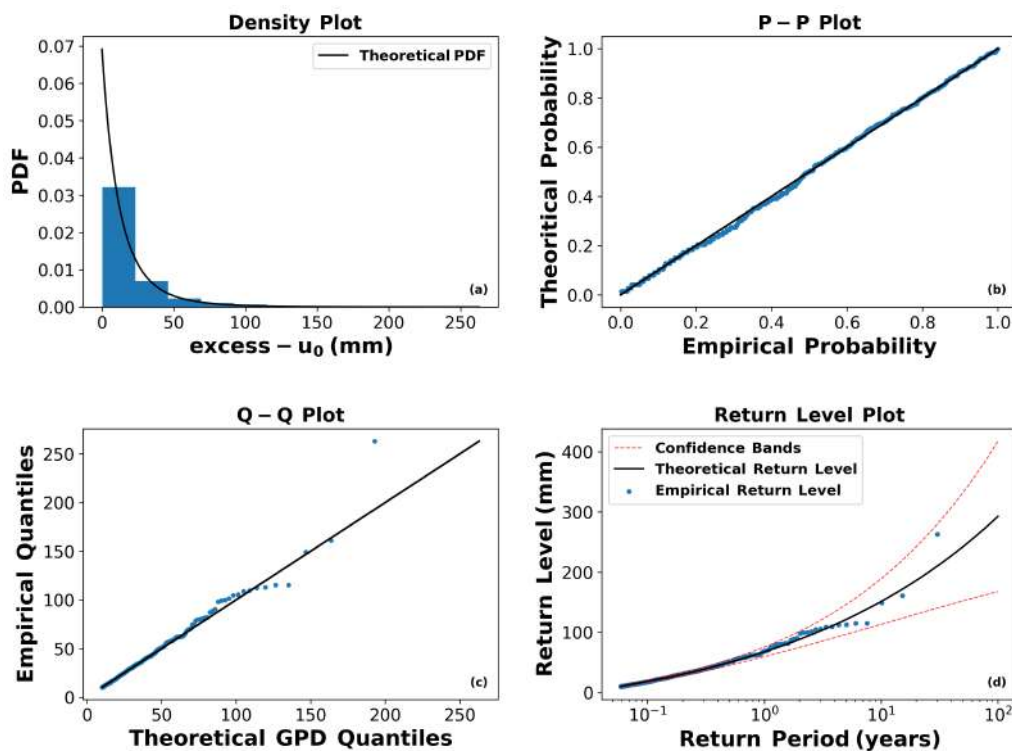 Density Plot
0.07
0.06
0.05
0.04
0.03
0.02
0.01
0.00
PDF
Theoretical PDF
(a)
0 50 100 150 200 250
excess – u0 (mm)
P – P Plot
1.0
0.8
0.6
0.4
0.2
0.0
Theoritical Probability
(b)
0.0 0.2 0.4 0.6 0.8 1.0
Empirical Probability
Q – Q Plot
250
200
150
100
50
0
Empirical Quantiles
(c)
0 50 100 150 200 250
Theoretical GPD Quantiles
Return Level Plot
400
300
200
100
0
Return Level (mm)
Confidence Bands
Theoretical Return Level
Empirical Return Level
(d)
10⁻¹ 10⁰ 10¹ 10²
Return Period (years)